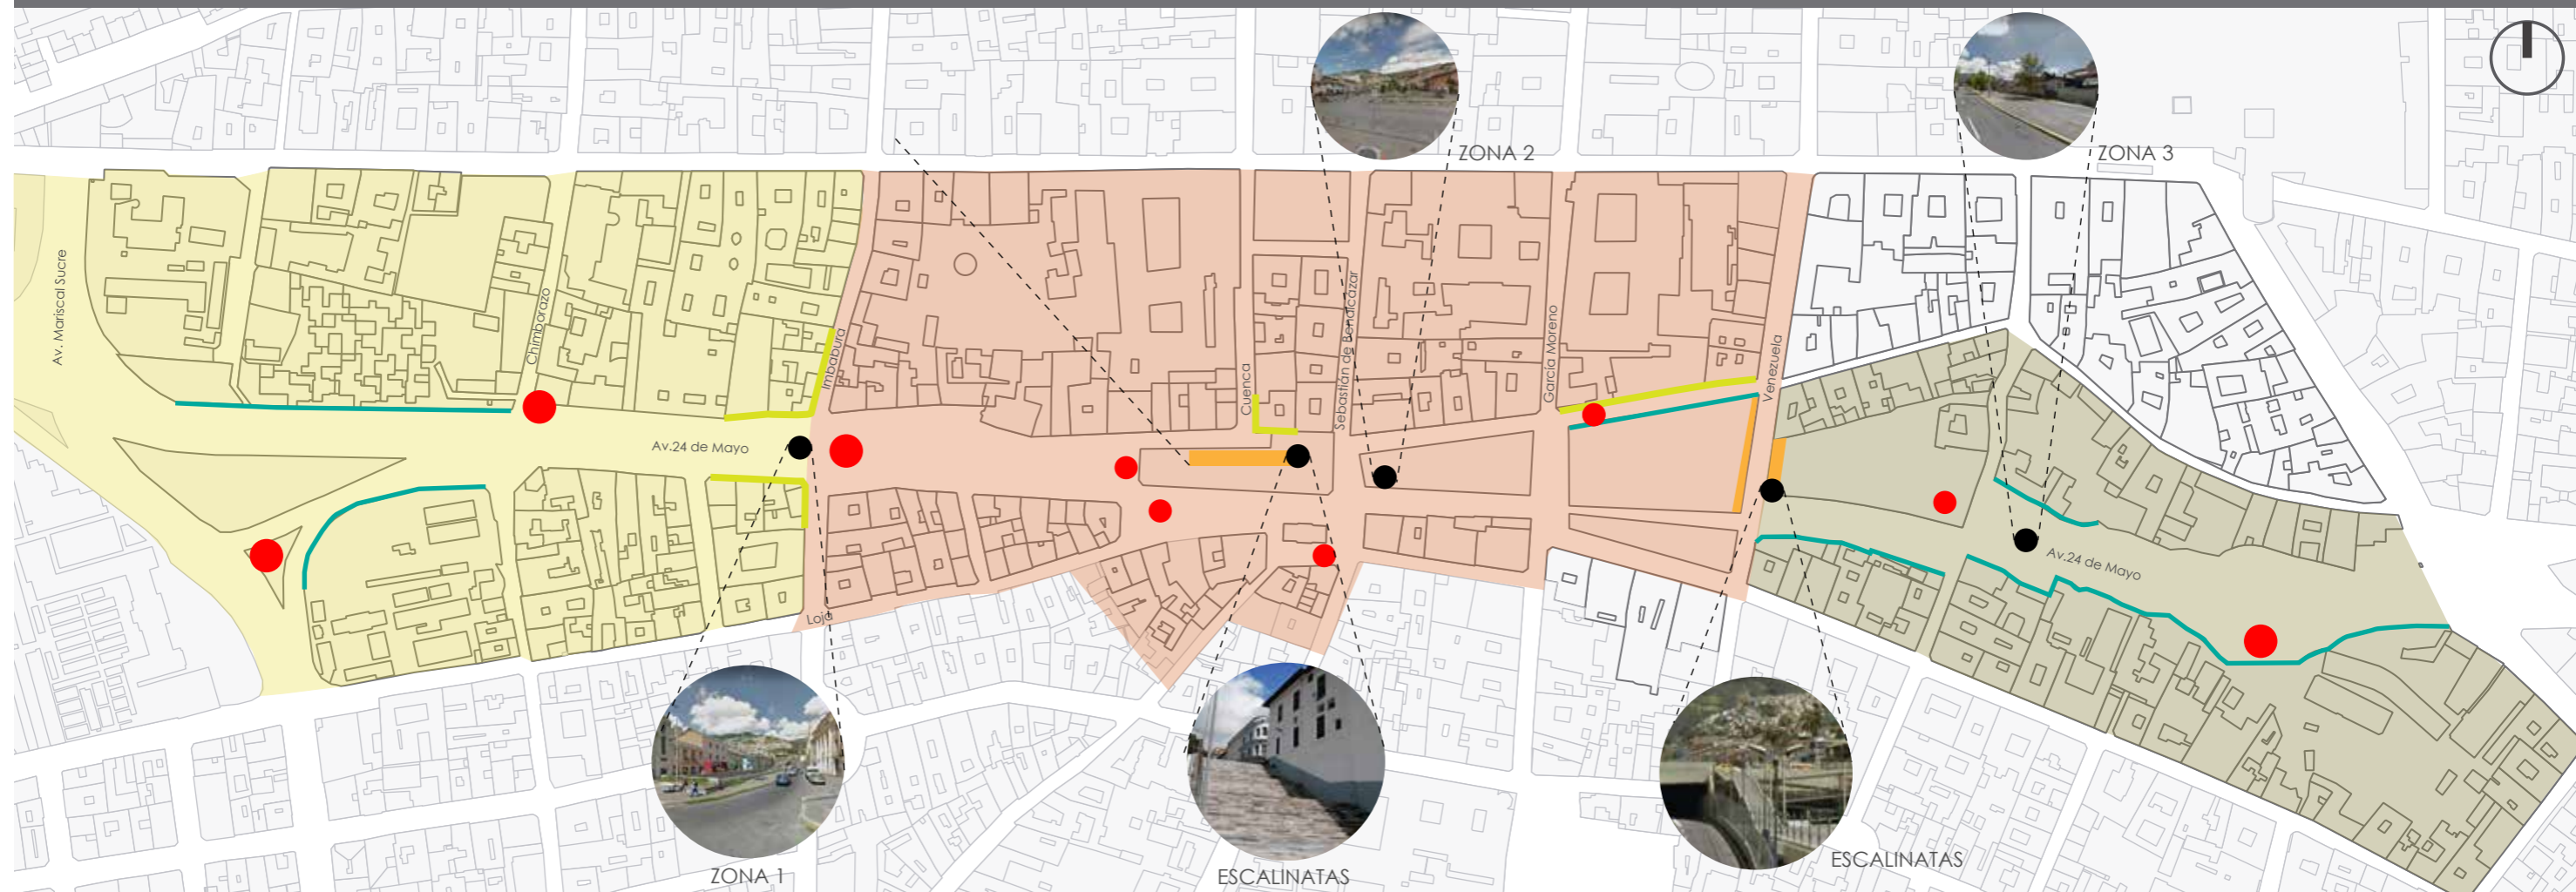 ZONA 2
ZONA 3
Av. Mariscal Sucre
Chimborazo
Imbabura
Cuenca
Sebastián de Benalcázar
García Moreno
Venezuela
Av.24 de Mayo
Av.24 de Mayo
Loja
ZONA 1
ESCALINATAS
ESCALINATAS